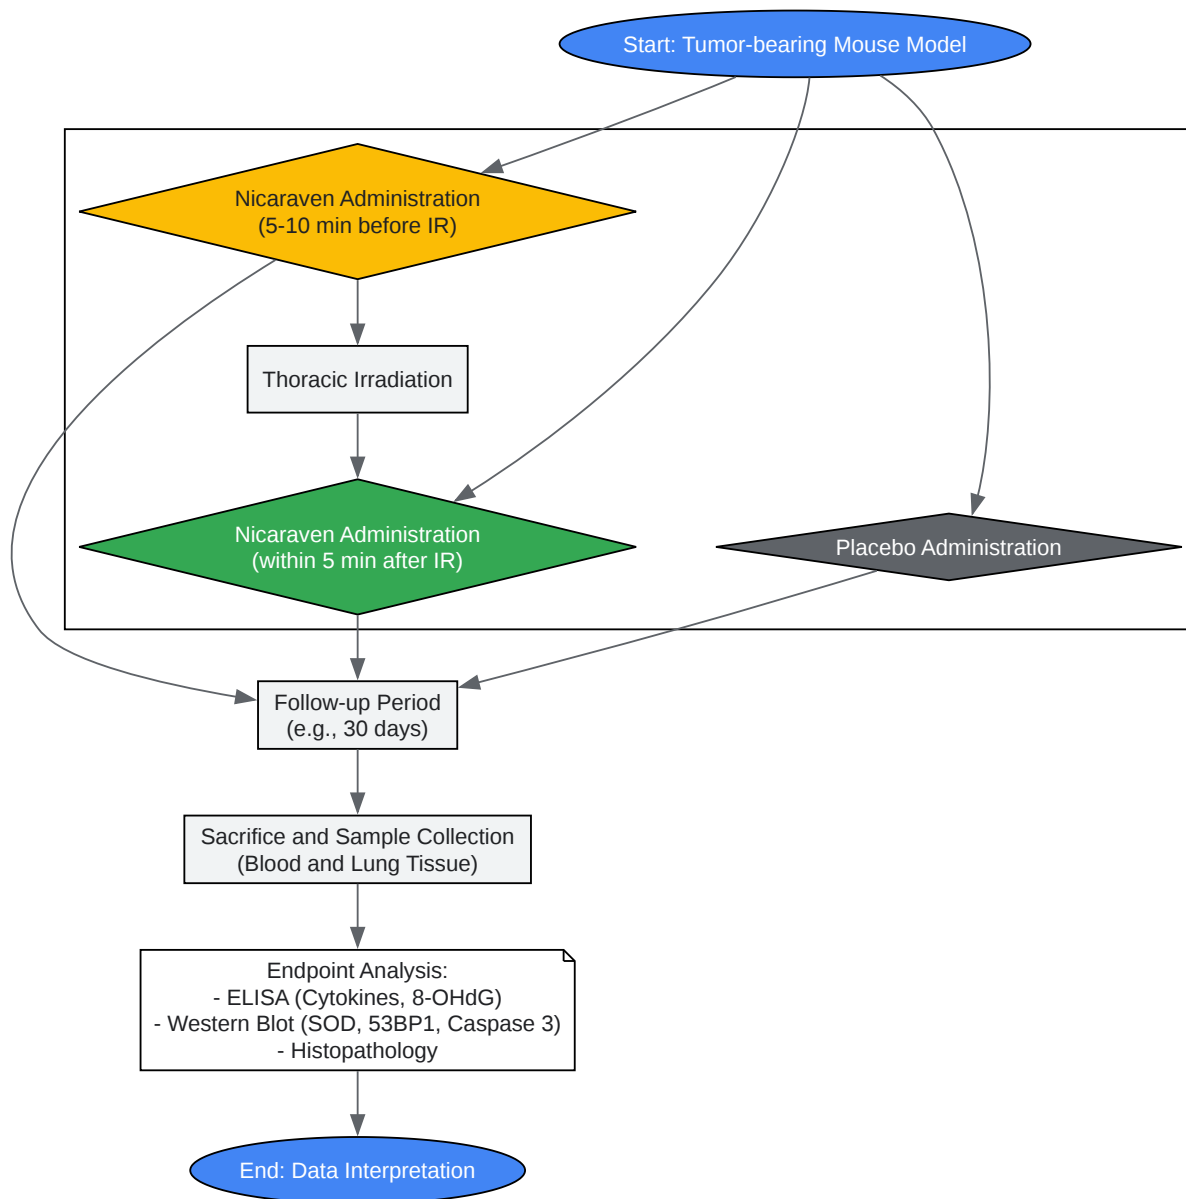 Start: Tumor-bearing Mouse Model
Nicaraven Administration
(5-10 min before IR)
Thoracic Irradiation
Nicaraven Administration
(within 5 min after IR)
Placebo Administration
Follow-up Period
(e.g., 30 days)
Sacrifice and Sample Collection
(Blood and Lung Tissue)
Endpoint Analysis:
- ELISA (Cytokines, 8-OHdG)
- Western Blot (SOD, 53BP1, Caspase 3)
- Histopathology
End: Data Interpretation